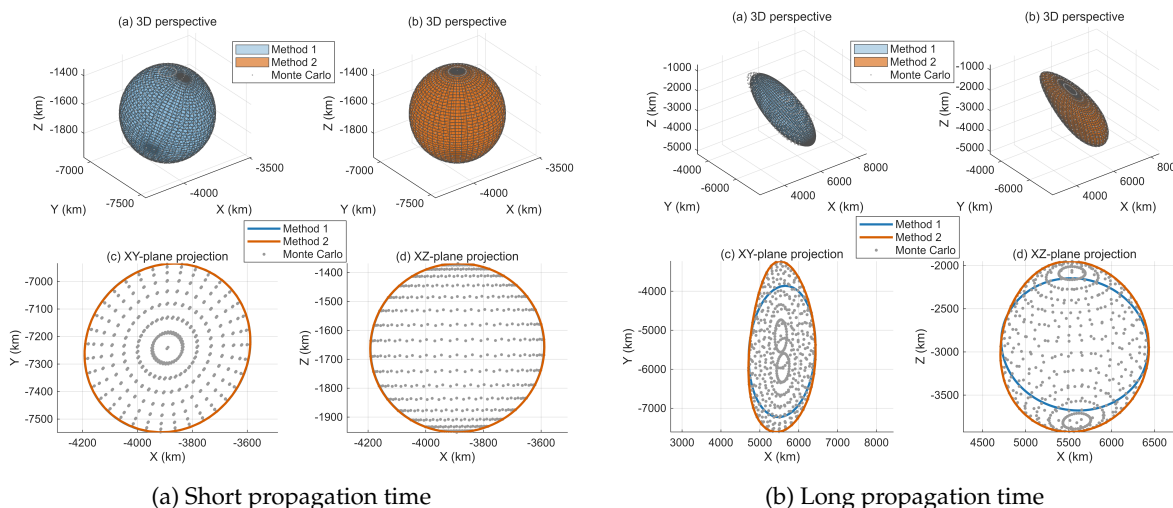 (a) 3D perspective
(b) 3D perspective
Method 1
Method 2
Monte Carlo
-1400
-1600
-1800
Z (km)
-7000
-7500
Y (km)
-4000
-3500
X (km)
-1400
-1600
-1800
Z (km)
-7000
-7500
Y (km)
-4000
-3500
X (km)
Method 1
Method 2
Monte Carlo
(c) XY-plane projection
(d) XZ-plane projection
-7000
-7100
-7200
-7300
-7400
-7500
Y (km)
-4200
-4000
-3800
-3600
X (km)
-1400
-1500
-1600
-1700
-1800
-1900
Z (km)
-4200
-4000
-3800
-3600
X (km)
(a) Short propagation time
(a) 3D perspective
(b) 3D perspective
Method 1
Method 2
Monte Carlo
-1000
-2000
-3000
-4000
-5000
Z (km)
-4000
-6000
Y (km)
4000
6000
8000
X (km)
-1000
-2000
-3000
-4000
-5000
Z (km)
-4000
-6000
Y (km)
4000
6000
8000
X (km)
Method 1
Method 2
Monte Carlo
(c) XY-plane projection
(d) XZ-plane projection
-4000
-5000
-6000
-7000
Y (km)
3000
4000
5000
6000
7000
8000
X (km)
-2000
-2500
-3000
-3500
Z (km)
4500
5000
5500
6000
6500
X (km)
(b) Long propagation time